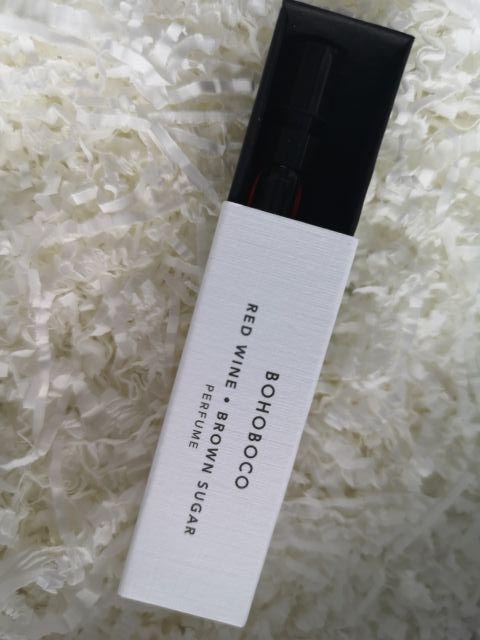 BOHOBOCO
RED WINE • BROWN SUGAR
PERFUME